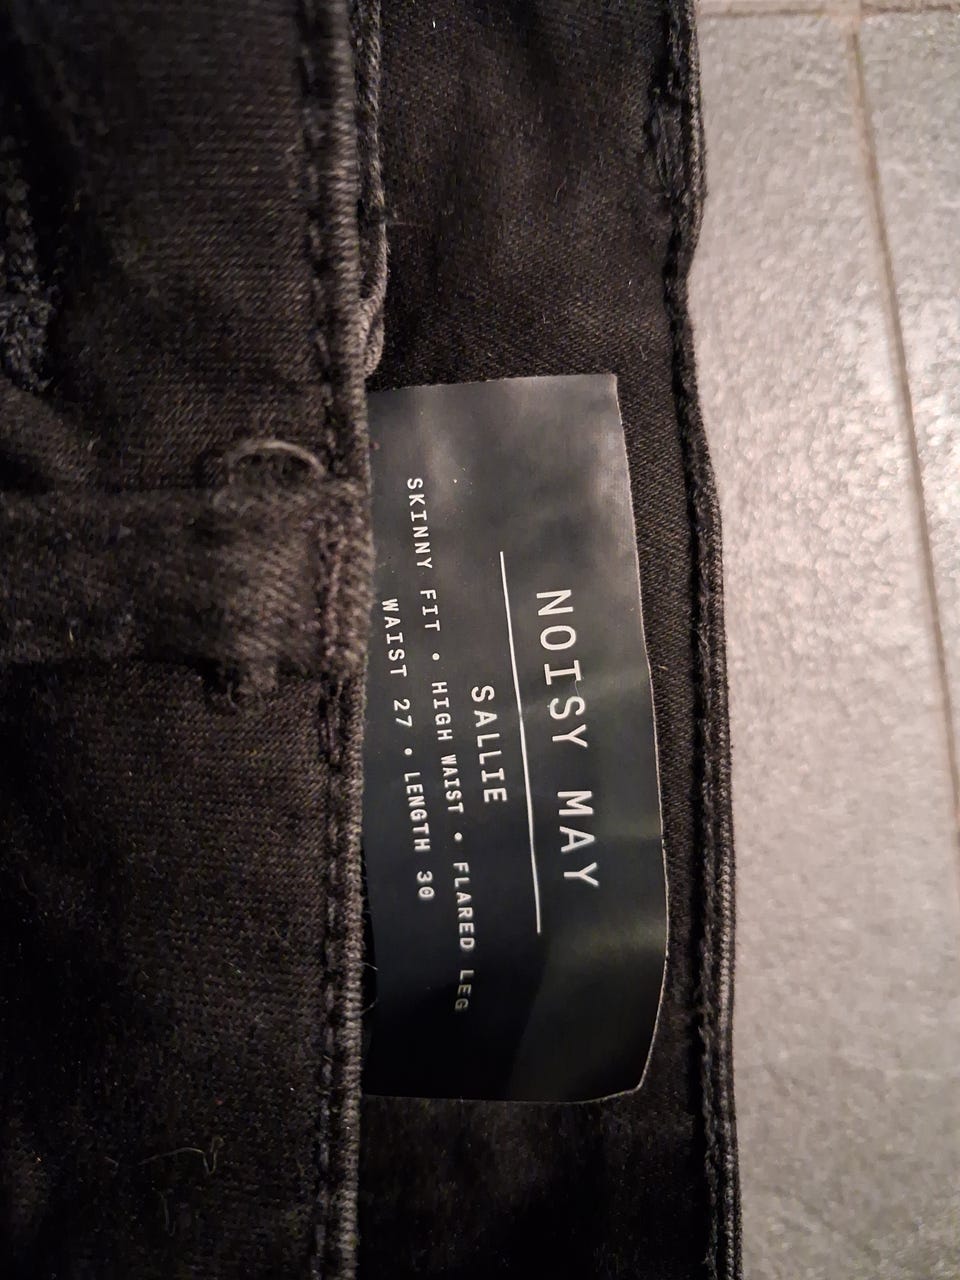 NOISY MAY
SALLIE
SKINNY FIT • HIGH WAIST • FLARED LEG
WAIST 27 • LENGTH 30